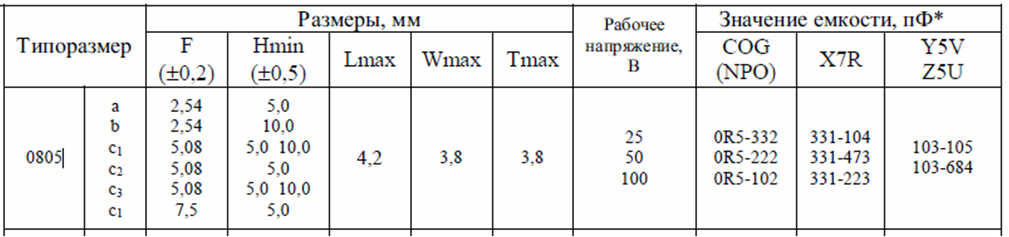 Типоразмер
Размеры, мм
F
(±0,2)
Hmin
(±0,5)
Lmax
Wmax
Tmax
Рабочее
напряжение,
В
Значение емкости, пФ*
COG
(NPO)
X7R
Y5V
Z5U
0805
a 2,54 5,0
b 2,54 10,0
c1 5,08 5,0 10,0
c2 5,08 5,0
c3 5,08 5,0 10,0
c1 7,5 5,0
4,2
3,8
3,8
25 0R5-332 331-104 103-105
50 0R5-222 331-473 103-684
100 0R5-102 331-223